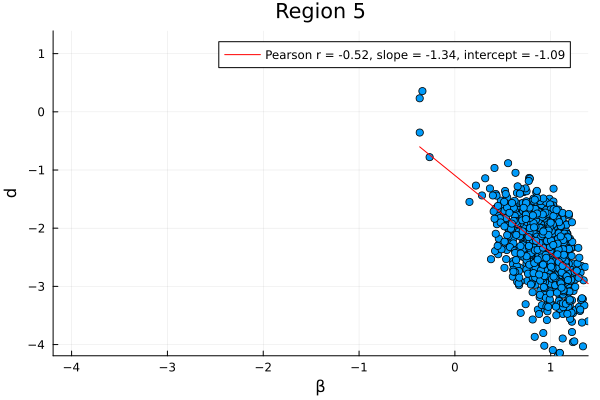 Region 5
Pearson r = -0.52, slope = -1.34, intercept = -1.09
1
0
−1
−2
−3
−4
d
−4 −3 −2 −1 0 1
β